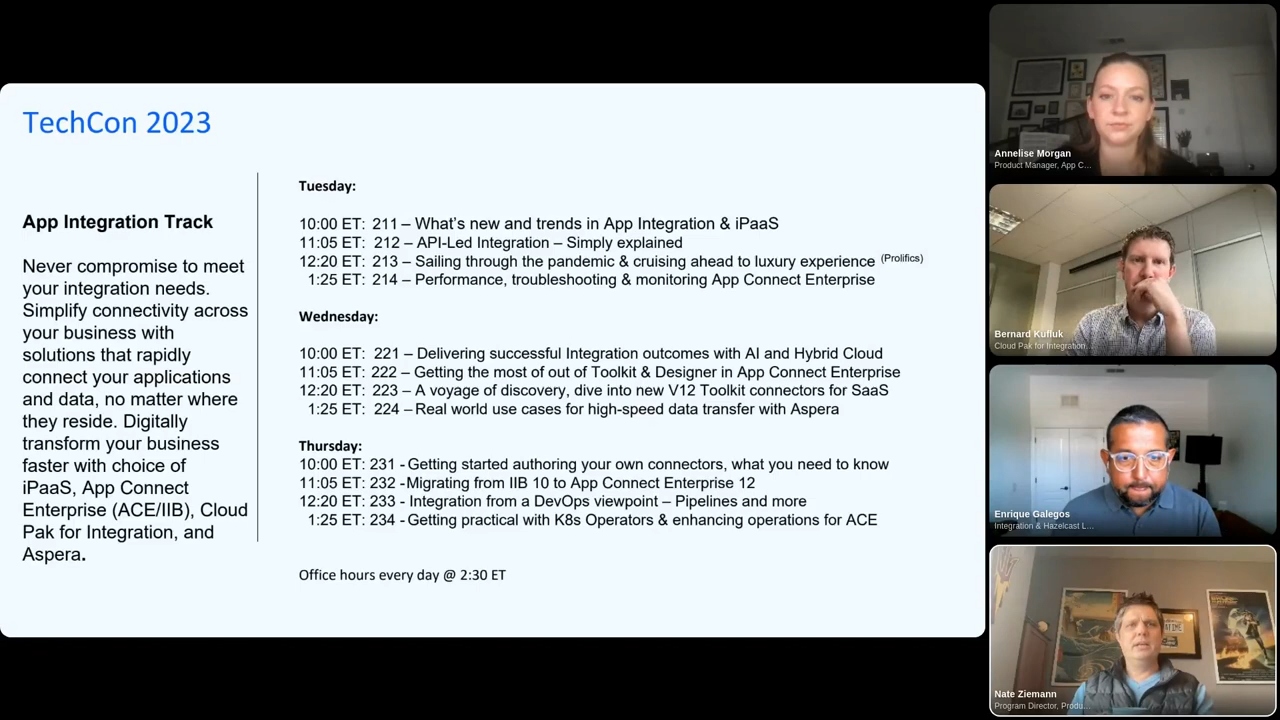 TechCon 2023
App Integration Track
Never compromise to meet
your integration needs.
Simplify connectivity across
your business with
solutions that rapidly
connect your applications
and data, no matter where
they reside. Digitally
transform your business
faster with choice of
iPaaS, App Connect
Enterprise (ACE/IIB), Cloud
Pak for Integration, and
Aspera.
Tuesday:
10:00 ET: 211 – What's new and trends in App Integration & iPaaS
11:05 ET: 212 – API-Led Integration – Simply explained
12:20 ET: 213 – Sailing through the pandemic & cruising ahead to luxury experience (Prolifics)
1:25 ET: 214 – Performance, troubleshooting & monitoring App Connect Enterprise
Wednesday:
10:00 ET: 221 – Delivering successful Integration outcomes with AI and Hybrid Cloud
11:05 ET: 222 – Getting the most of out of Toolkit & Designer in App Connect Enterprise
12:20 ET: 223 – A voyage of discovery, dive into new V12 Toolkit connectors for SaaS
1:25 ET: 224 – Real world use cases for high-speed data transfer with Aspera
Thursday:
10:00 ET: 231 - Getting started authoring your own connectors, what you need to know
11:05 ET: 232 - Migrating from IIB 10 to App Connect Enterprise 12
12:20 ET: 233 - Integration from a DevOps viewpoint – Pipelines and more
1:25 ET: 234 - Getting practical with K8s Operators & enhancing operations for ACE
Office hours every day @ 2:30 ET
Annelise Morgan
Product Manager, App C...
Bernard Kufluk
Cloud Pak for Integration...
Enrique Galegos
Integration & Hazelcast L...
Nate Ziemann
Program Director, Produ...